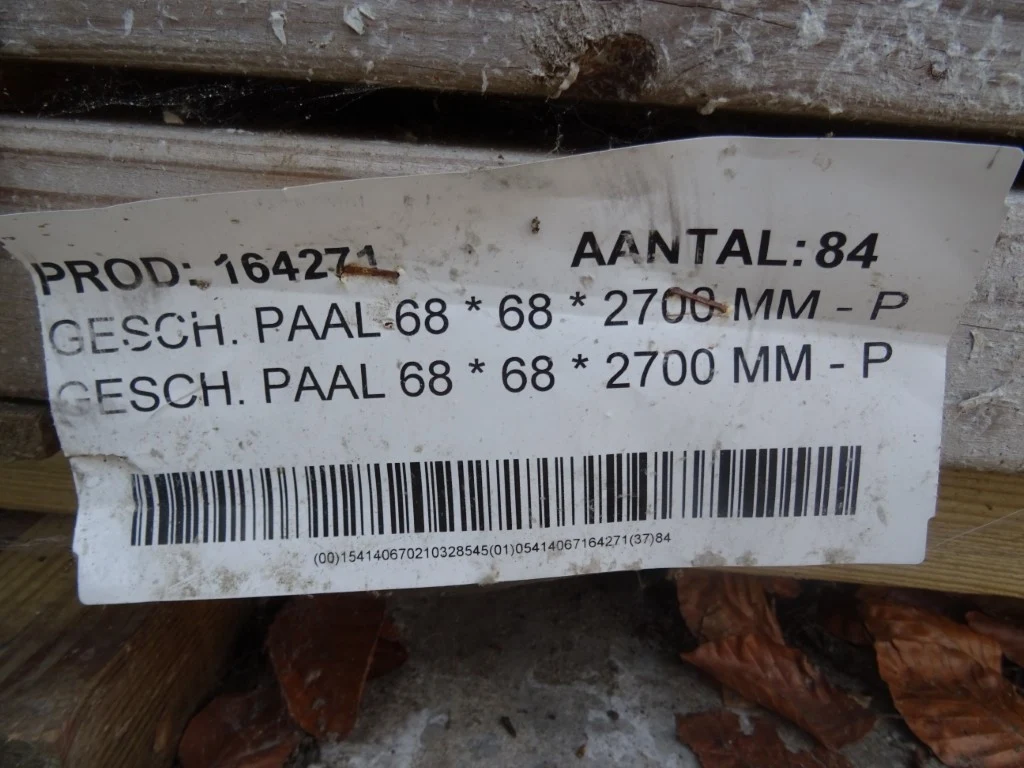 PROD: 164271 AANTAL: 84
GESCH. PAAL 68 * 68 * 2700 MM - P
GESCH. PAAL 68 * 68 * 2700 MM - P
(00)154140670210328545(01)05414067164271(37)84